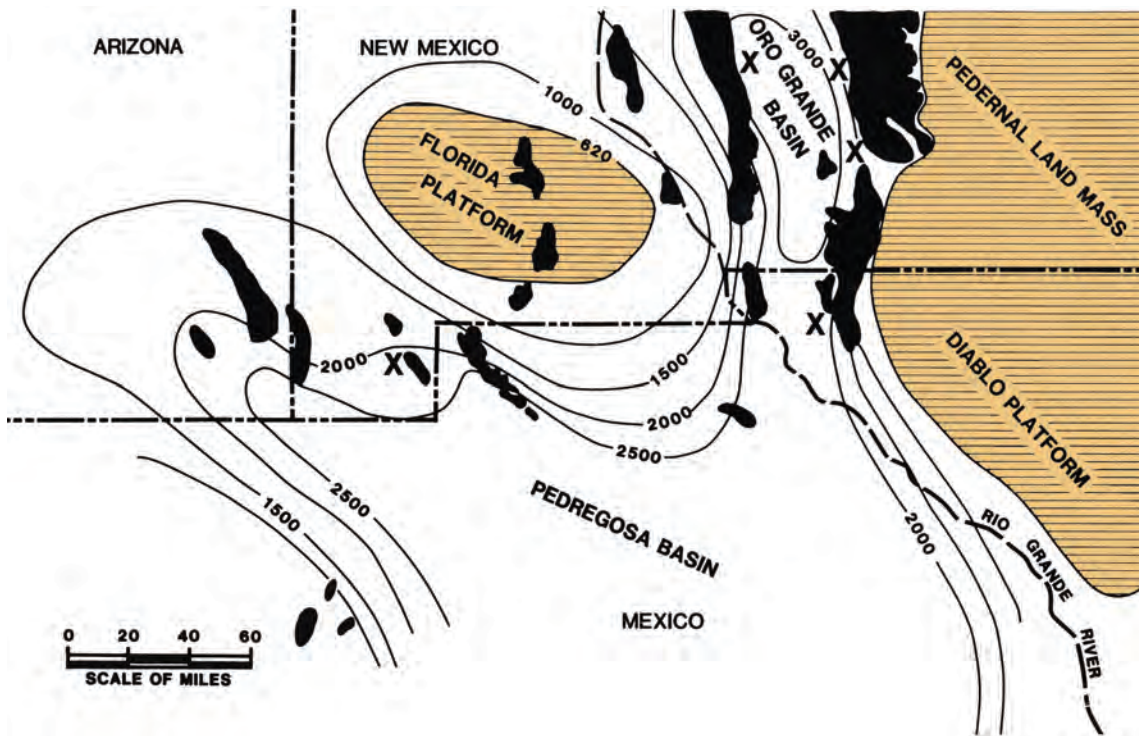 ARIZONA
NEW MEXICO
1000
620
FLORIDA
PLATFORM
3000
X
ORO GRANDE
BASIN
X
X
PEDERNAL LAND MASS
X
2000
X
1500
2000
2500
DIABLO PLATFORM
1500
2500
PEDREGOSA BASIN
2000
RIO GRANDE
RIVER
MEXICO
0 20 40 60
SCALE OF MILES